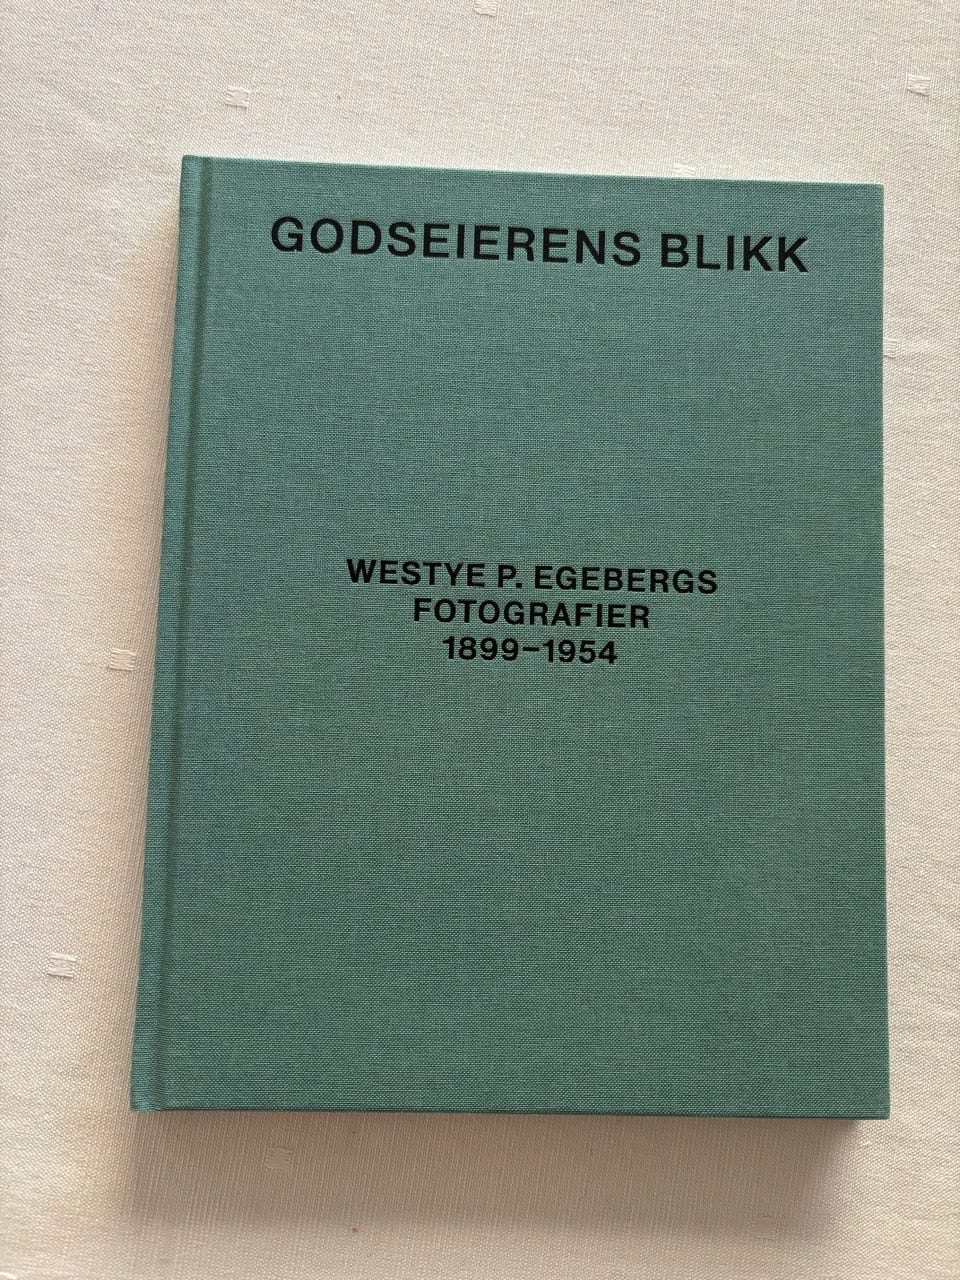 GODSEIERENS BLIKK
WESTYE P. EGEBERGS
FOTOGRAFIER
1899–1954